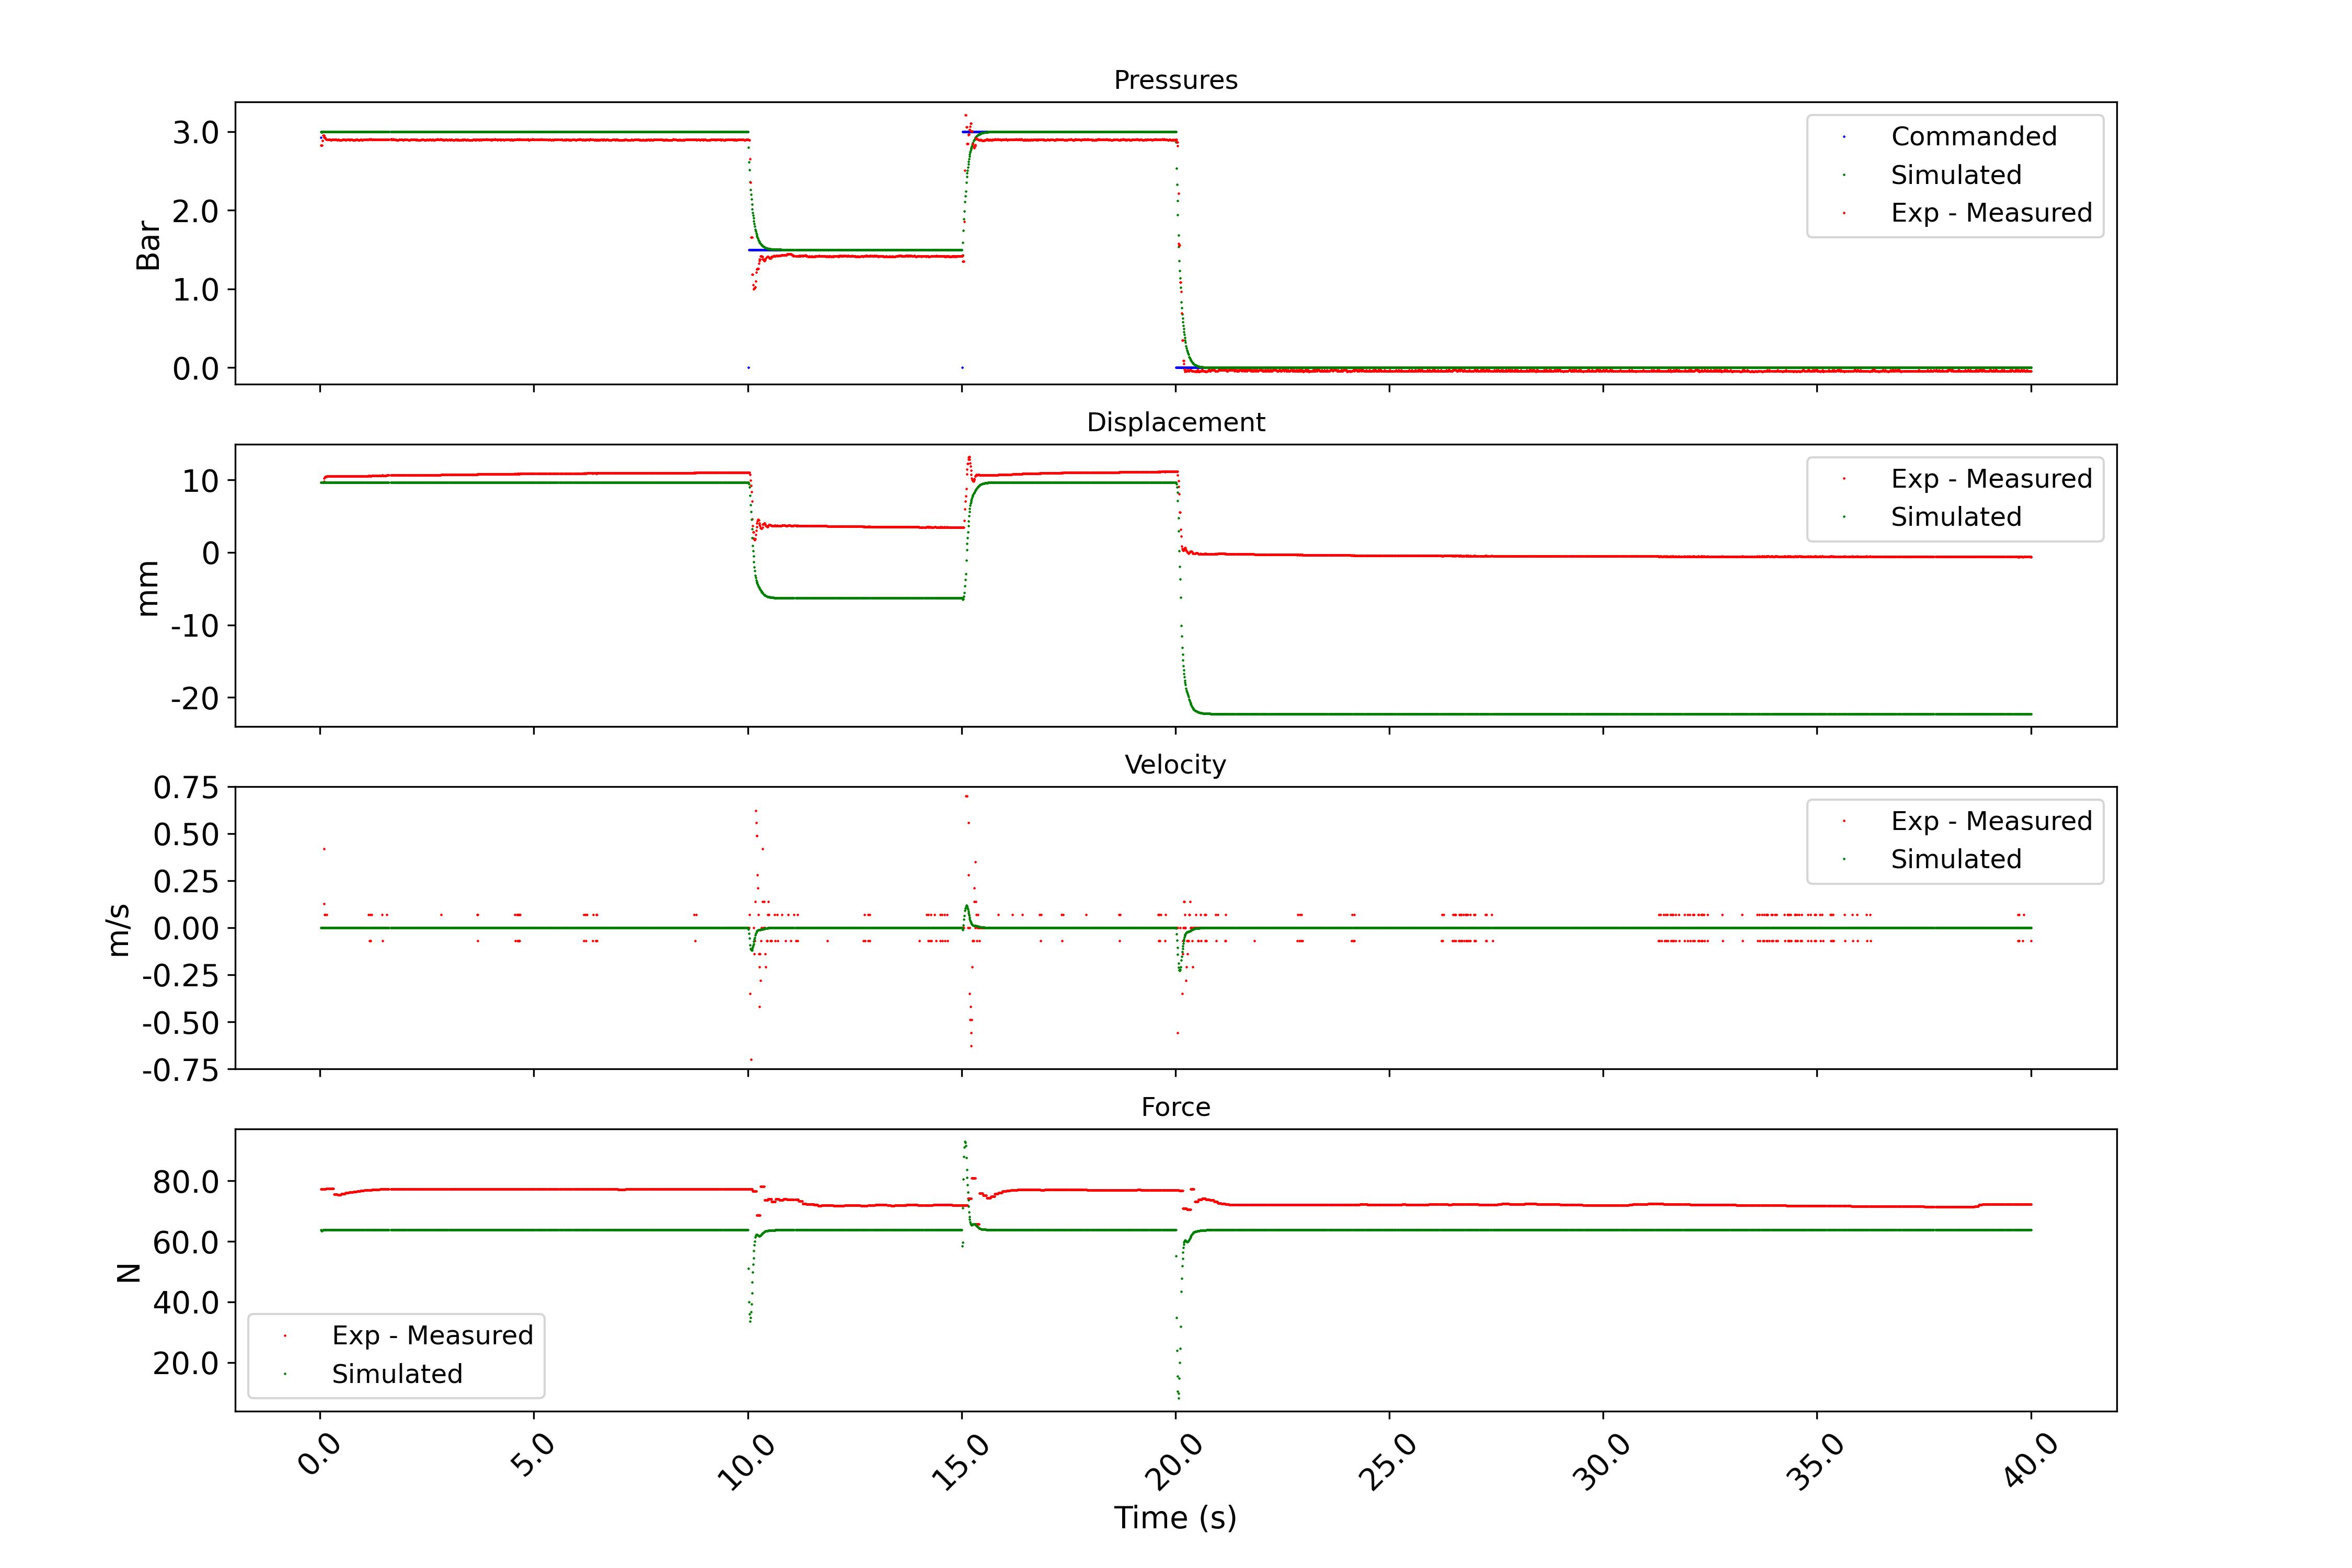 Pressures
3.0
2.0
1.0
0.0
Bar
Commanded
Simulated
Exp - Measured
Displacement
10
0
-10
-20
mm
Exp - Measured
Simulated
Velocity
0.75
0.50
0.25
0.00
-0.25
-0.50
-0.75
m/s
Exp - Measured
Simulated
Force
80.0
60.0
40.0
20.0
N
Exp - Measured
Simulated
0.0 5.0 10.0 15.0 20.0 25.0 30.0 35.0 40.0
Time (s)